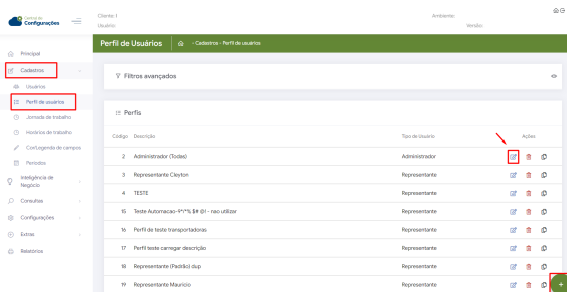 Central de
Configurações
Cliente: I
Ambiente:
Usuário:
Versão:
Perfil de Usuários
- Cadastros - Perfil de usuários
Principal
Cadastros
Usuários
Perfil de usuários
Jornada de trabalho
Horários de trabalho
Cor/Legenda de campos
Períodos
Inteligência de
Negócio
Consultas
Configurações
Extras
Relatórios
Filtros avançados
Perfis
Código Descrição Tipo de Usuário Ações
2 Administrador (Todas) Administrador
3 Representante Cleyton Representante
4 TESTE Representante
15 Teste Automacao-!*^*% $# @! - nao utilizar Representante
16 Perfil de teste transportadoras Representante
17 Perfil teste carregar descrição Representante
18 Representante (Padrão) dup Representante
19 Representante Mauricio Representante